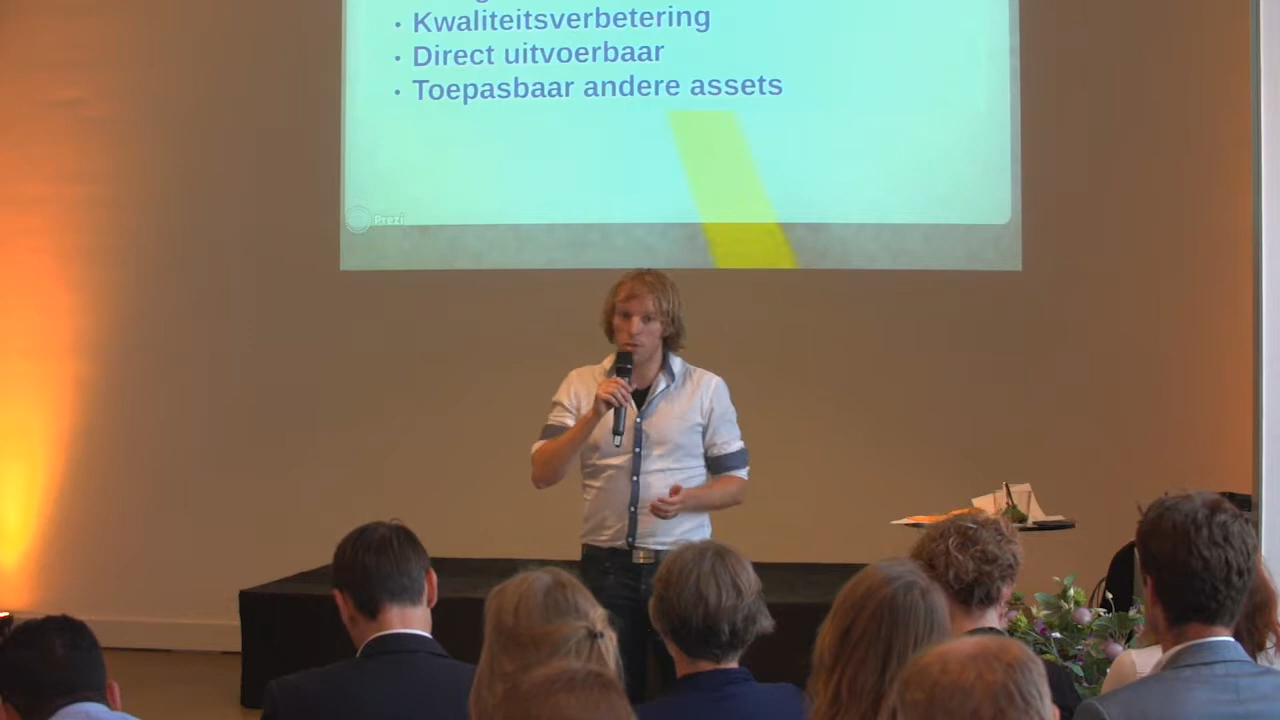 Kwaliteitsverbetering
Direct uitvoerbaar
Toepasbaar andere assets
Prezi